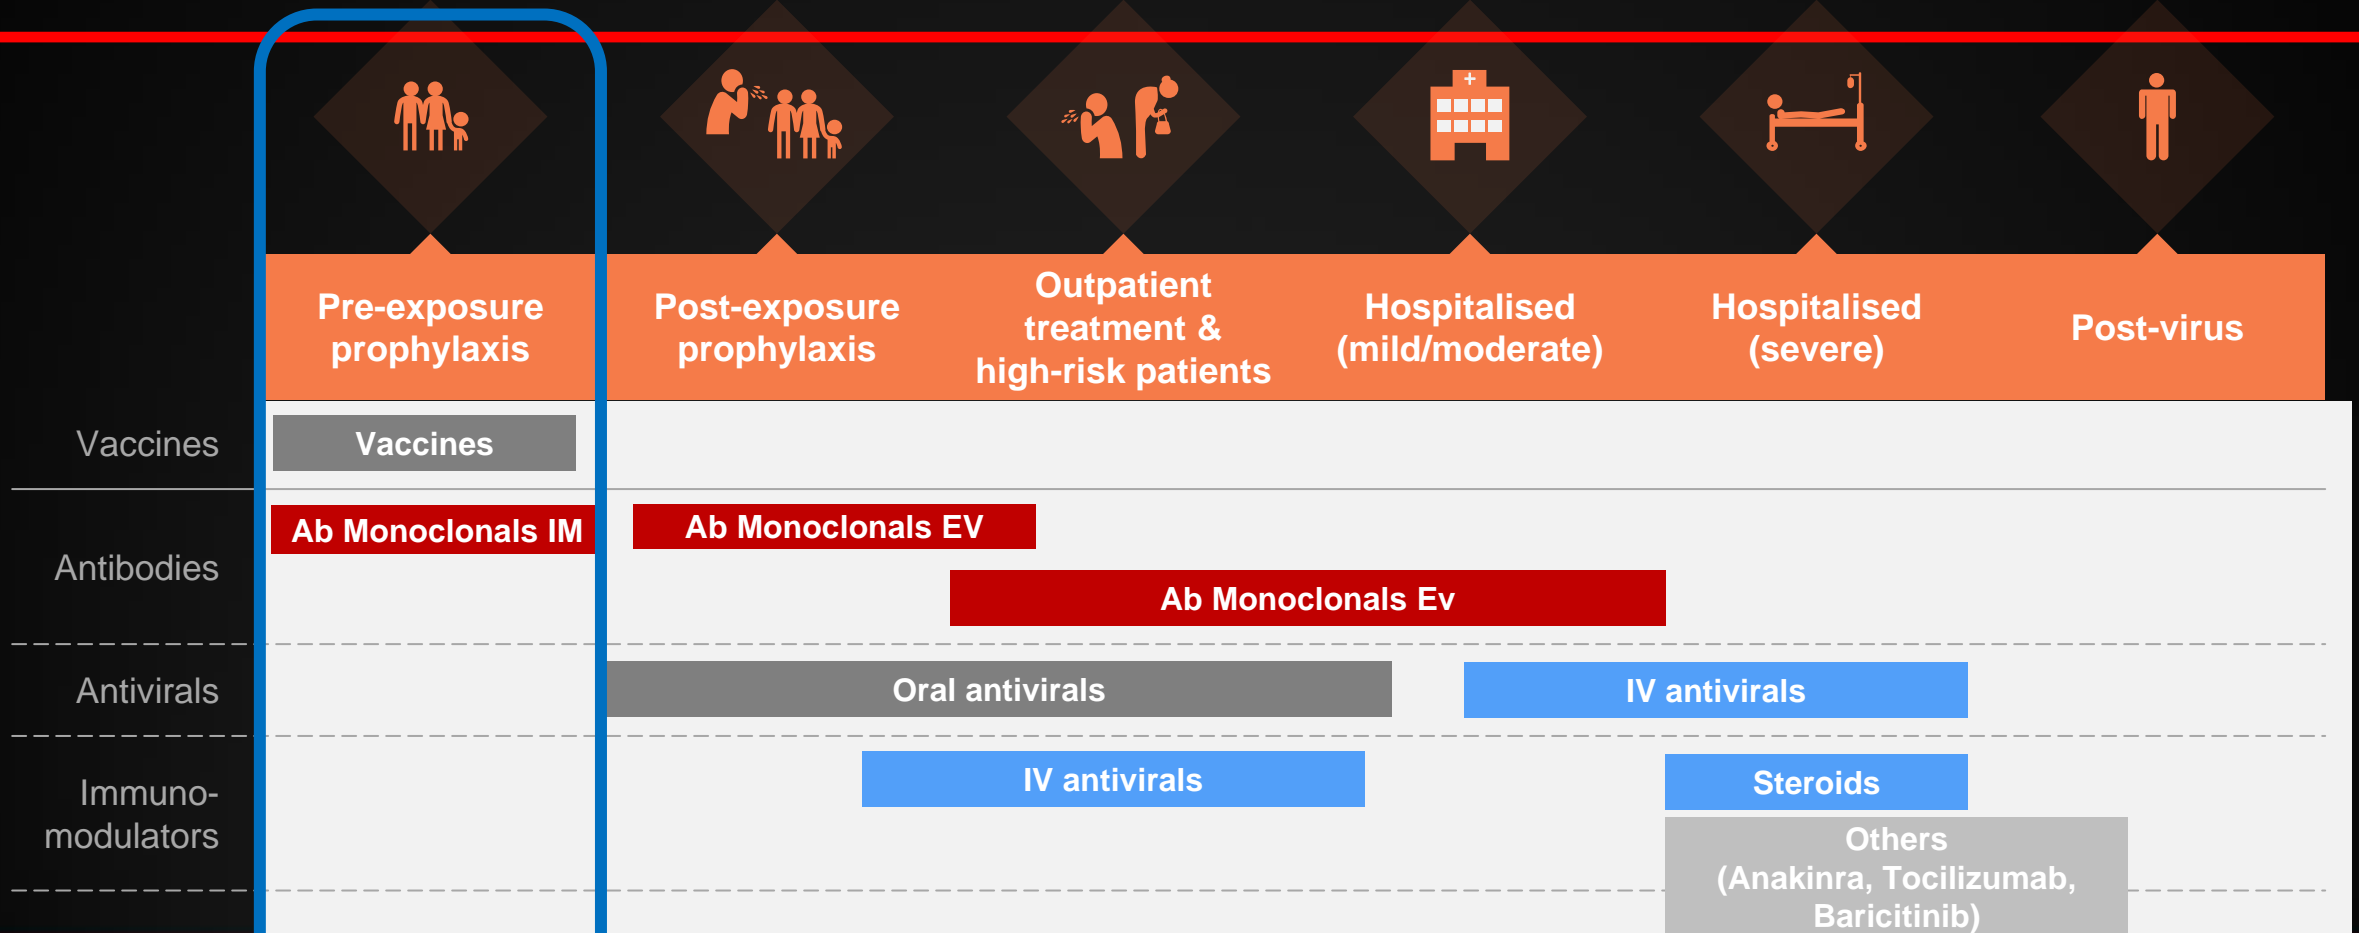 Pre-exposure
prophylaxis
Post-exposure
prophylaxis
Outpatient
treatment &
high-risk patients
Hospitalised
(mild/moderate)
Hospitalised
(severe)
Post-virus
Vaccines
Vaccines
Antibodies
Ab Monoclonals IM
Ab Monoclonals EV
Ab Monoclonals Ev
Antivirals
Oral antivirals
IV antivirals
Immuno-
modulators
IV antivirals
Steroids
Others
(Anakinra, Tocilizumab,
Baricitinib)